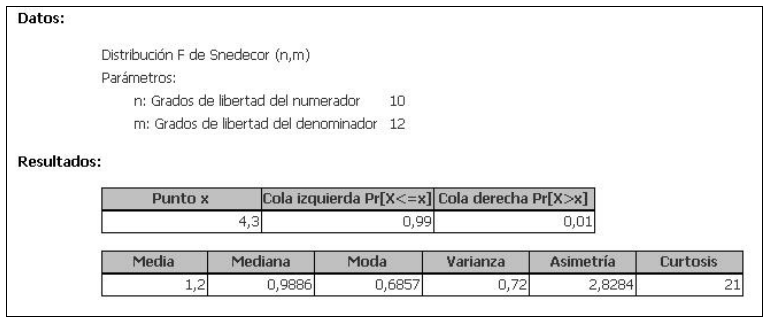 Datos:
Distribución F de Snedecor (n,m)
Parámetros:
n: Grados de libertad del numerador 10
m: Grados de libertad del denominador 12
Resultados:
Punto x Cola izquierda Pr[X<=x] Cola derecha Pr[X>x]
4,3 0,99 0,01
Media Mediana Moda Varianza Asimetría Curtosis
1,2 0,9886 0,6857 0,72 2,8284 21